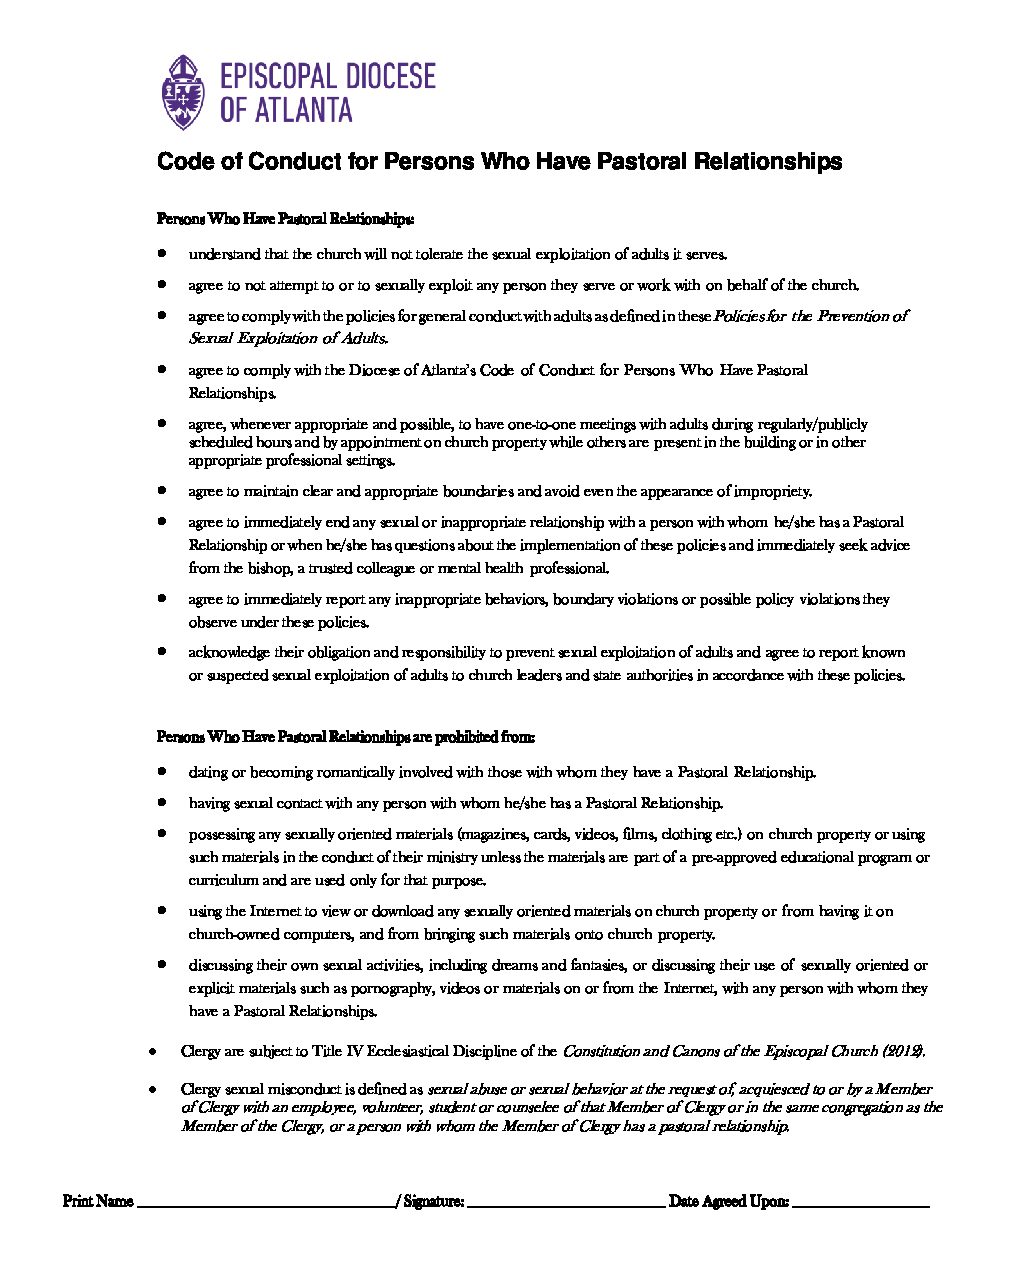 EPISCOPAL DIOCESE
OF ATLANTA
Code of Conduct for Persons Who Have Pastoral Relationships
Persons Who Have Pastoral Relationships:
• understand that the church will not tolerate the sexual exploitation of adults it serves.
• agree to not attempt to or to sexually exploit any person they serve or work with on behalf of the church.
• agree to comply with the policies for general conduct with adults as defined in these Policies for the Prevention of
Sexual Exploitation of Adults.
• agree to comply with the Diocese of Atlanta's Code of Conduct for Persons Who Have Pastoral
Relationships.
• agree, whenever appropriate and possible, to have one-to-one meetings with adults during regularly/publicly
scheduled hours and by appointment on church property while others are present in the building or in other
appropriate professional settings.
• agree to maintain clear and appropriate boundaries and avoid even the appearance of impropriety.
• agree to immediately end any sexual or inappropriate relationship with a person with whom he/she has a Pastoral
Relationship or when he/she has questions about the implementation of these policies and immediately seek advice
from the bishop, a trusted colleague or mental health professional.
• agree to immediately report any inappropriate behaviors, boundary violations or possible policy violations they
observe under these policies.
• acknowledge their obligation and responsibility to prevent sexual exploitation of adults and agree to report known
or suspected sexual exploitation of adults to church leaders and state authorities in accordance with these policies.
Persons Who Have Pastoral Relationships are prohibited from:
• dating or becoming romantically involved with those with whom they have a Pastoral Relationship.
• having sexual contact with any person with whom he/she has a Pastoral Relationship.
• possessing any sexually oriented materials (magazines, cards, videos, films, clothing etc.) on church property or using
such materials in the conduct of their ministry unless the materials are part of a pre-approved educational program or
curriculum and are used only for that purpose.
• using the Internet to view or download any sexually oriented materials on church property or from having it on
church-owned computers, and from bringing such materials onto church property.
• discussing their own sexual activities, including dreams and fantasies, or discussing their use of sexually oriented or
explicit materials such as pornography, videos or materials on or from the Internet, with any person with whom they
have a Pastoral Relationships.
• Clergy are subject to Title IV Ecclesiastical Discipline of the Constitution and Canons of the Episcopal Church (2012).
• Clergy sexual misconduct is defined as sexual abuse or sexual behavior at the request of, acquiesced to or by a Member
of Clergy with an employee, volunteer, student or counselee of that Member of Clergy or in the same congregation as the
Member of the Clergy, or a person with whom the Member of Clergy has a pastoral relationship.
Print Name ______________________________/ Signature: _______________________ Date Agreed Upon: ________________